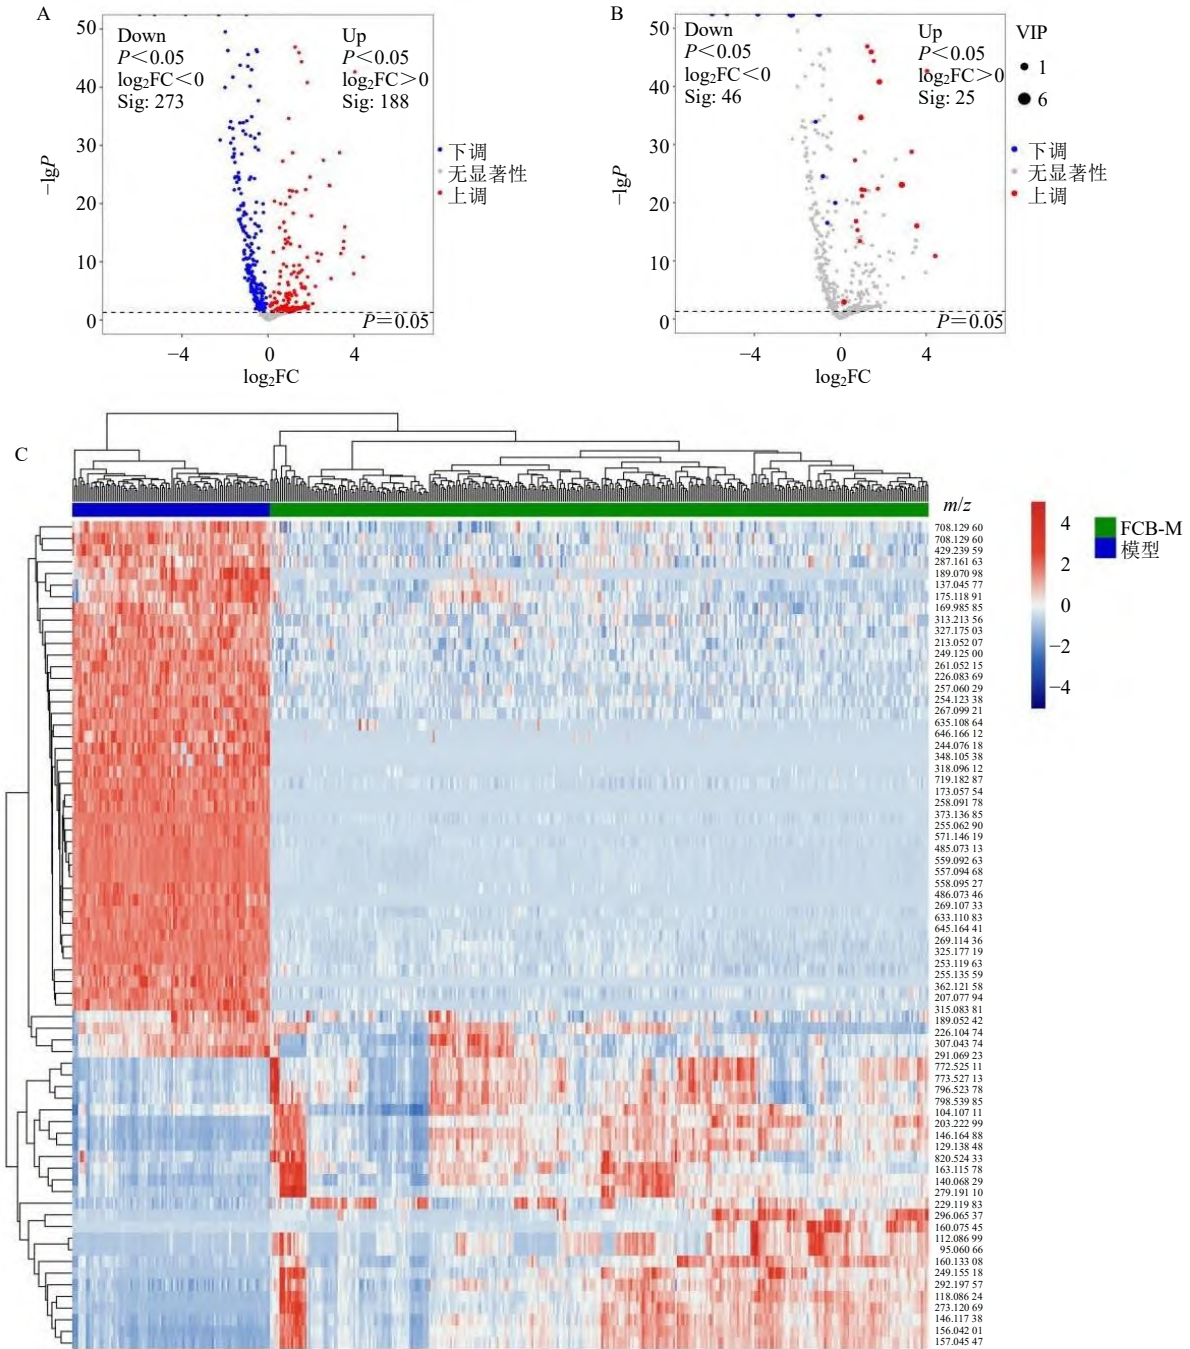 A
50
40
30
20
10
0
−lgP
Down
P<0.05
log₂FC<0
Sig: 273
Up
P<0.05
log₂FC>0
Sig: 188
P=0.05
−4
0
4
log₂FC
下调
无显著性
上调
B
50
40
30
20
10
0
−lgP
Down
P<0.05
log₂FC<0
Sig: 46
Up
P<0.05
log₂FC>0
Sig: 25
P=0.05
−4
0
4
log₂FC
VIP
1
6
下调
无显著性
上调
C
m/z
708.129 60
708.129 60
429.239 59
287.161 63
189.070 98
137.045 77
175.118 91
169.985 85
313.213 56
327.175 03
213.052 07
249.125 00
261.052 15
226.083 69
257.060 29
254.123 38
267.099 21
635.108 64
646.166 12
244.076 18
348.105 38
318.096 12
719.182 87
173.057 54
258.091 78
373.136 85
255.062 90
571.146 19
485.073 13
559.092 63
557.094 68
558.095 27
486.073 46
269.107 33
633.110 83
645.164 41
269.114 36
325.177 19
253.119 63
255.135 59
362.121 58
207.077 94
315.083 81
189.052 42
226.104 74
307.043 74
291.069 23
772.525 11
773.527 13
796.523 78
798.539 85
104.107 11
203.222 99
146.164 88
129.138 48
820.524 33
163.115 78
140.068 29
279.191 10
229.119 83
296.065 37
160.075 45
112.086 99
95.060 66
160.133 08
249.155 18
292.197 57
118.086 24
273.120 69
146.117 38
156.042 01
157.045 47
4
2
0
−2
−4
FCB-M
模型